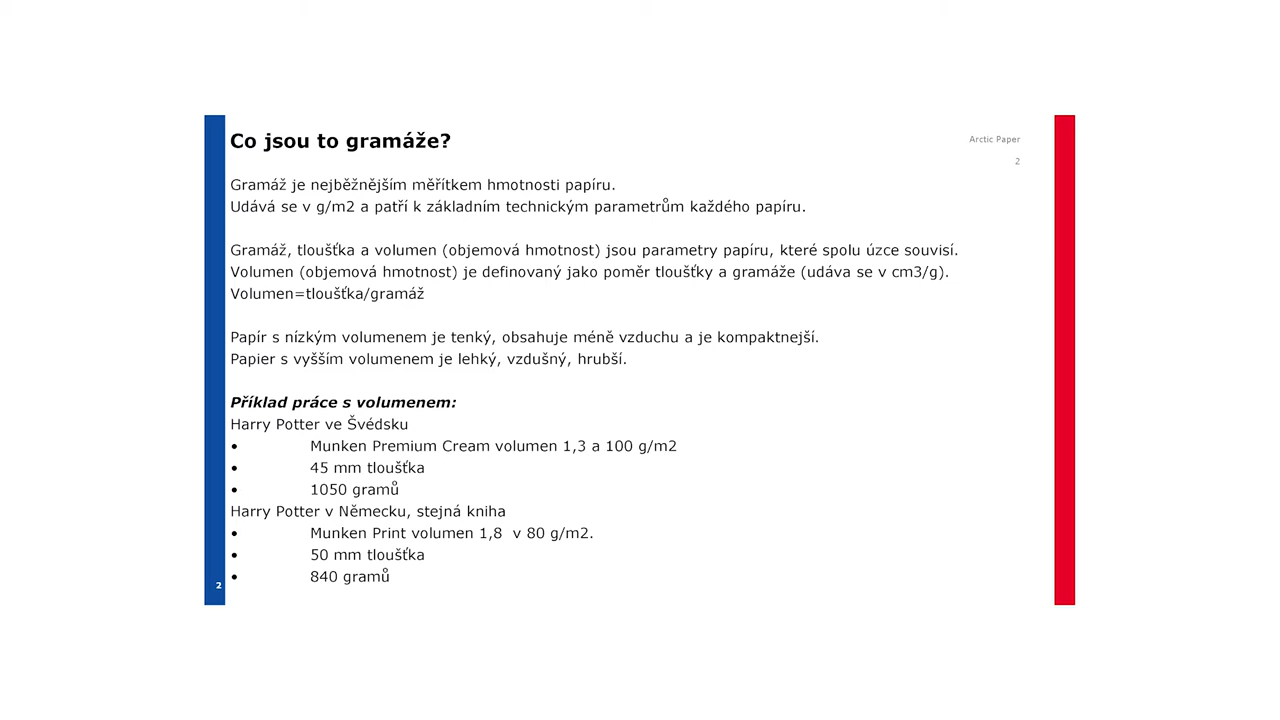 Co jsou to gramáže?
Arctic Paper
2
Gramáž je nejběžnějším měřítkem hmotnosti papíru.
Udává se v g/m2 a patří k základním technickým parametrům každého papíru.
Gramáž, tloušťka a volumen (objemová hmotnost) jsou parametry papíru, které spolu úzce souvisí.
Volumen (objemová hmotnost) je definovaný jako poměr tloušťky a gramáže (udáva se v cm3/g).
Volumen=tloušťka/gramáž
Papír s nízkým volumenem je tenký, obsahuje méně vzduchu a je kompaktnejší.
Papier s vyšším volumenem je lehký, vzdušný, hrubší.
Příklad práce s volumenem:
Harry Potter ve Švédsku
• Munken Premium Cream volumen 1,3 a 100 g/m2
• 45 mm tloušťka
• 1050 gramů
Harry Potter v Německu, stejná kniha
• Munken Print volumen 1,8  v 80 g/m2.
• 50 mm tloušťka
• 840 gramů
2